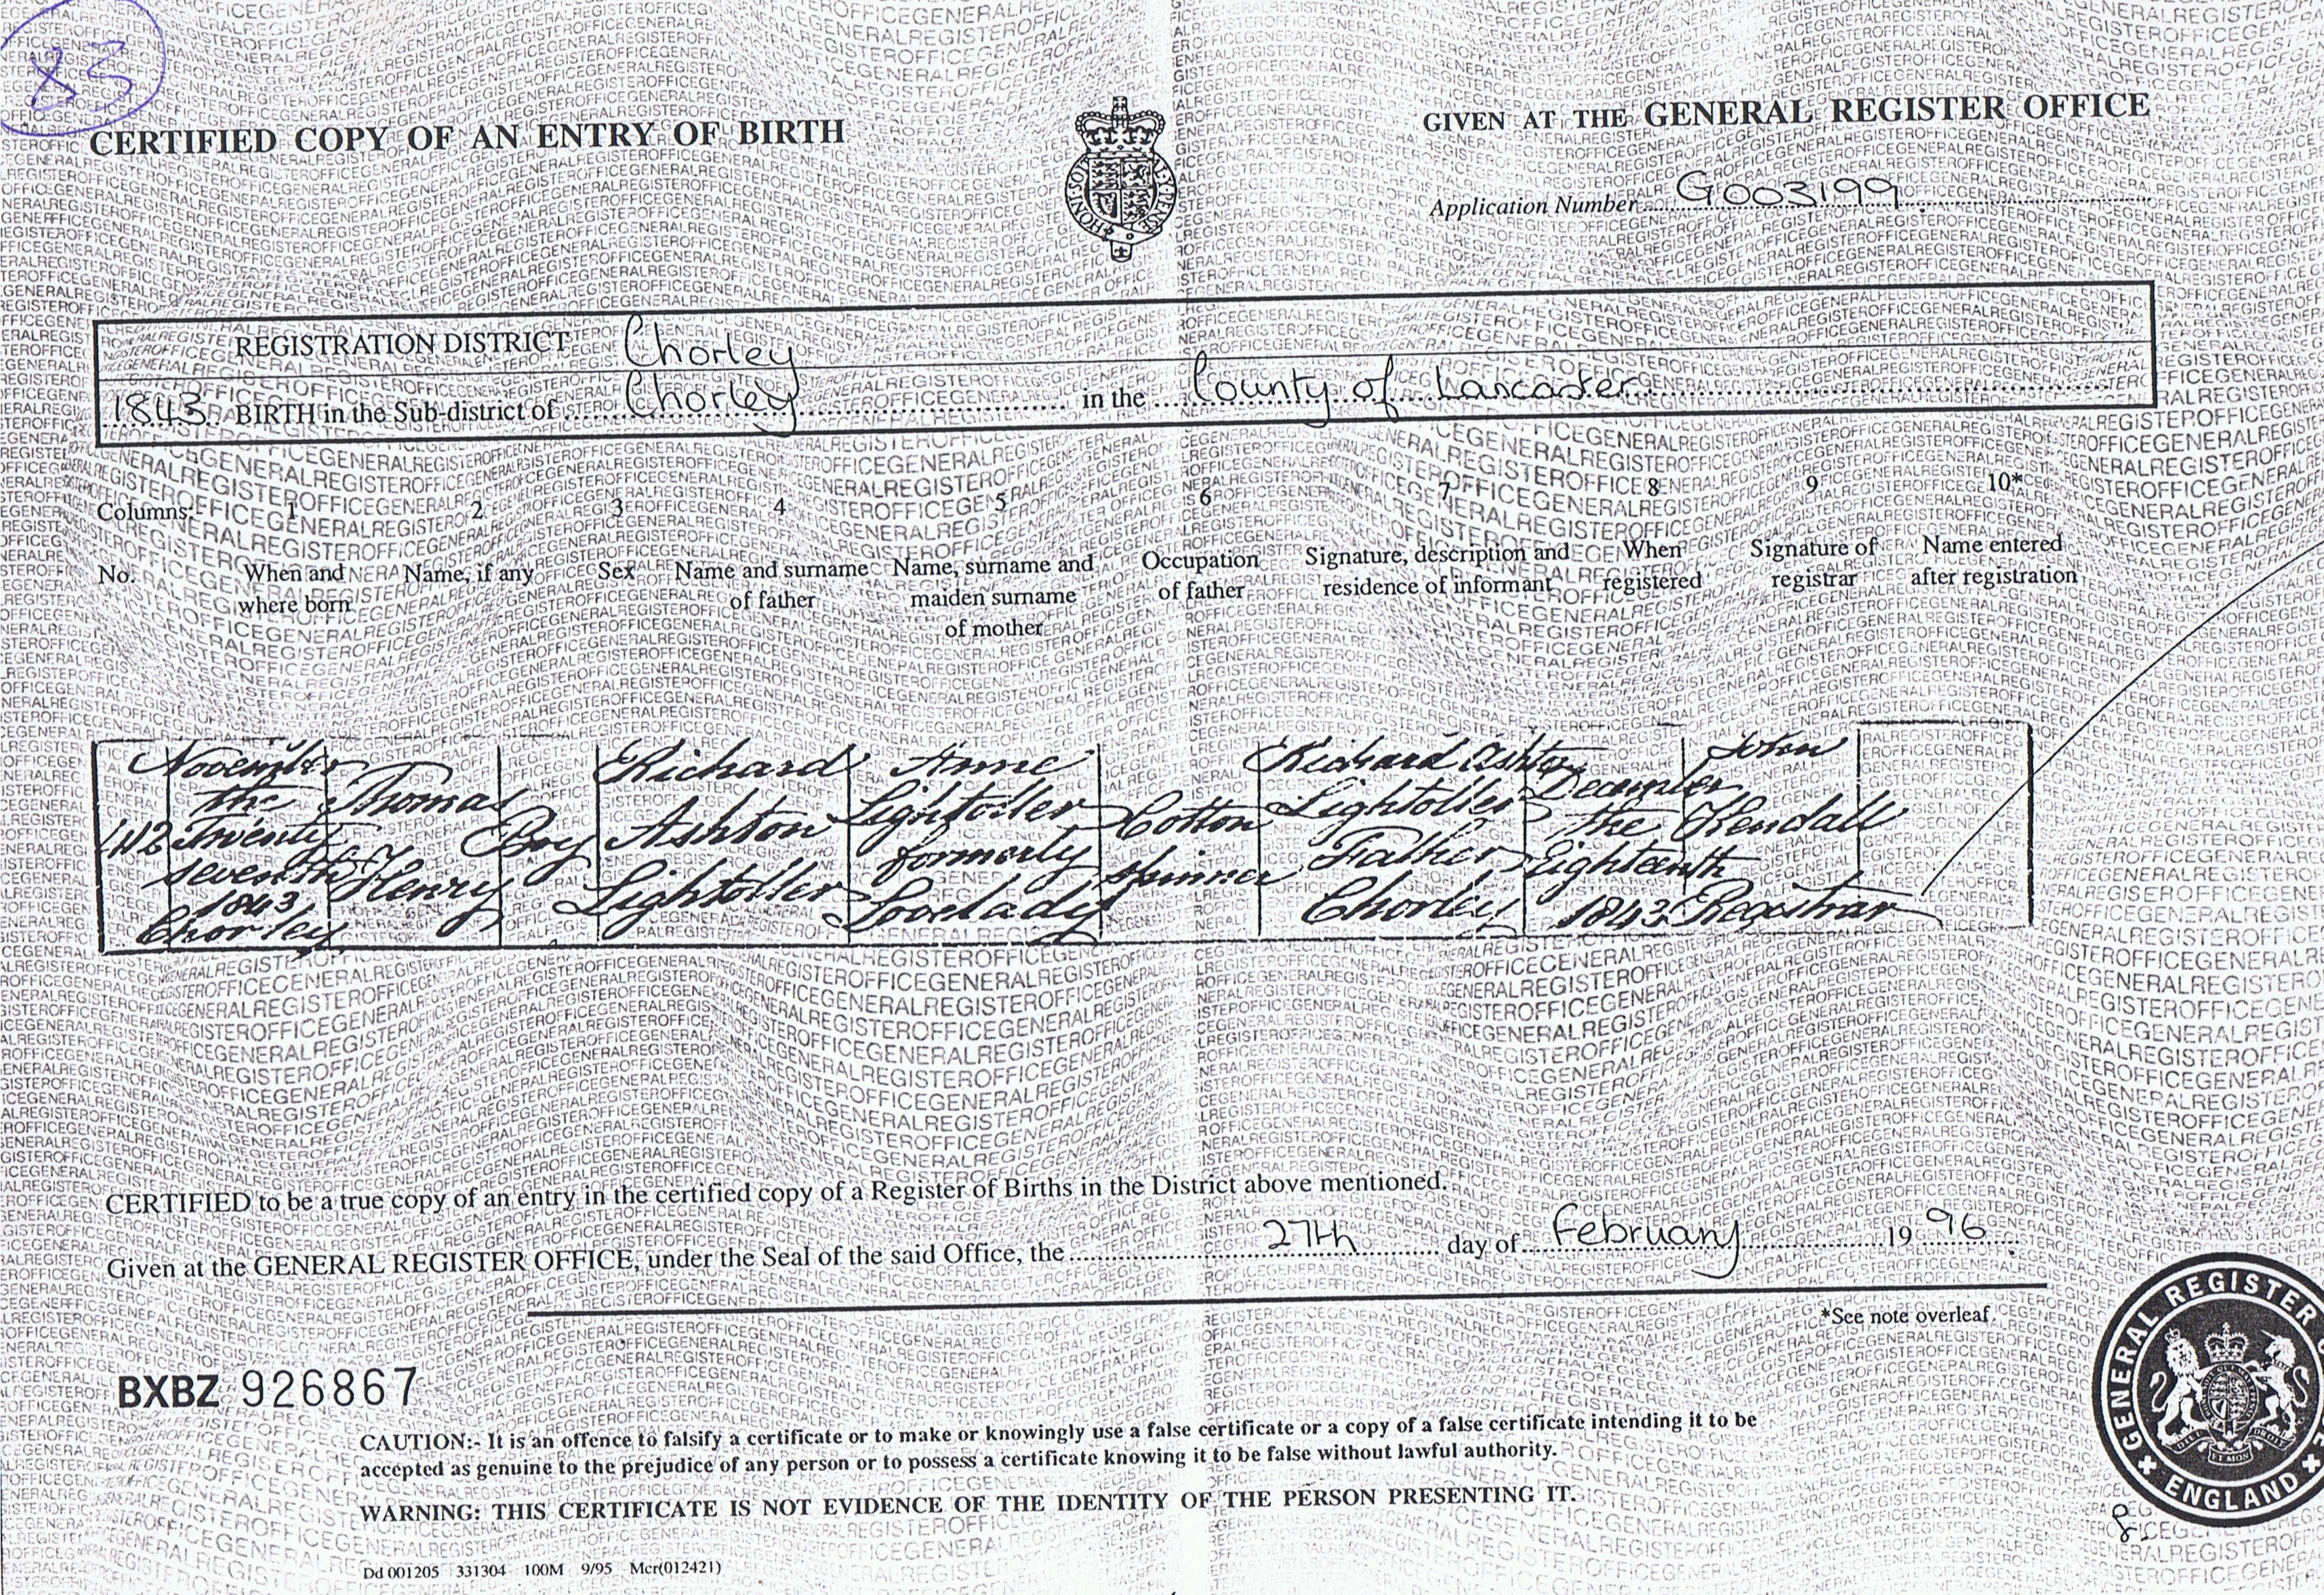 83
CERTIFIED COPY OF AN ENTRY OF BIRTH
GIVEN AT THE GENERAL REGISTER OFFICE
Application Number G003199
REGISTRATION DISTRICT Chorley
1843 BIRTH in the Sub-district of Chorley in the County of Lancaster
Columns:- 1 2 3 4 5 6 7 8 9 10*
No. When and where born Name, if any Sex Name and surname of father Name, surname and maiden surname of mother Occupation of father Signature, description and residence of informant When registered Signature of registrar Name entered after registration
November the Twenty seventh 1843 Chorley
Thomas Henry
Boy
Richard Ashton Lightoller
Anne Lightoller formerly
Cotton Spinner
Richard Ashton Lightoller Father Chorley
December the Eighteenth 1843
John Kendall Registrar
CERTIFIED to be a true copy of an entry in the certified copy of a Register of Births in the District above mentioned.
Given at the GENERAL REGISTER OFFICE, under the Seal of the said Office, the 27th day of February 1996
*See note overleaf
BXBZ 926867
CAUTION:- It is an offence to falsify a certificate or to make or knowingly use a false certificate or a copy of a false certificate intending it to be
accepted as genuine to the prejudice of any person or to possess a certificate knowing it to be false without lawful authority.
WARNING: THIS CERTIFICATE IS NOT EVIDENCE OF THE IDENTITY OF THE PERSON PRESENTING IT.
GENERAL REGISTER OFFICE ENGLAND
Dd 001205 331304 100M 9/95 Mcr(012421)